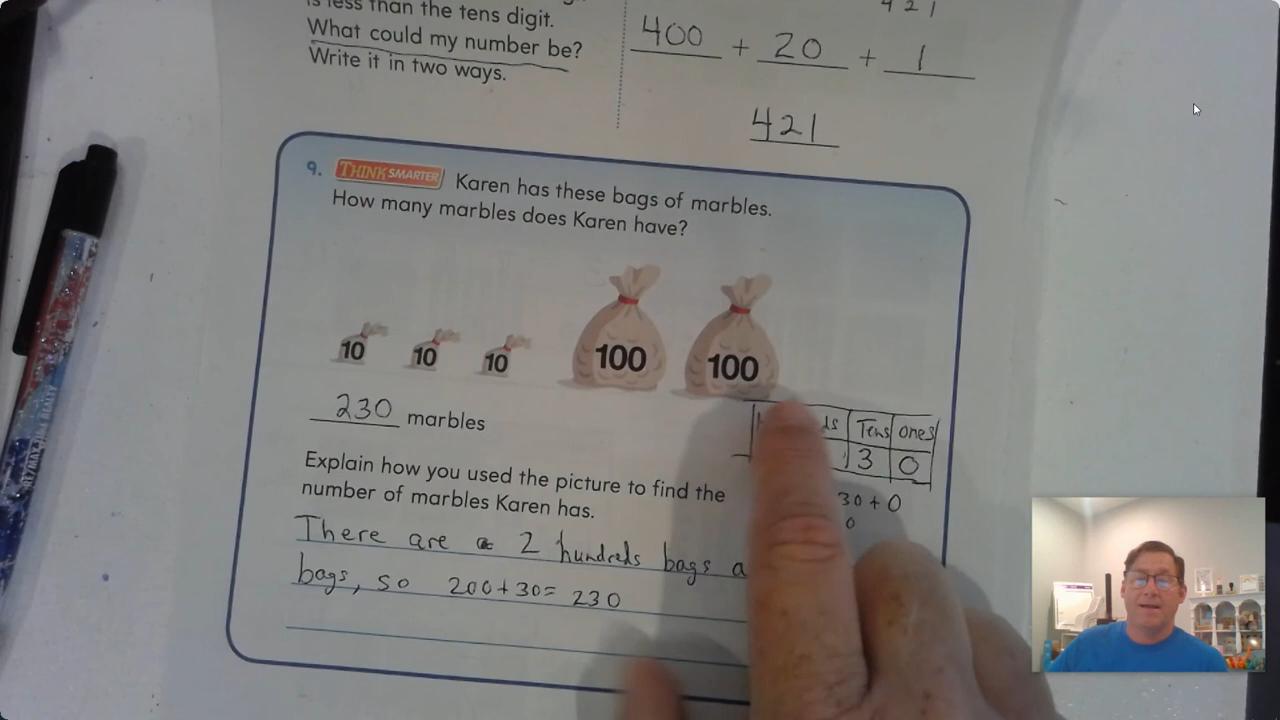 is less than the tens digit.
What could my number be?
Write it in two ways.
421
400 + 20 + 1
421
9. THINK SMARTER Karen has these bags of marbles.
How many marbles does Karen have?
10 10 10 100 100
230 marbles
Tens ones
3 0
30 + 0
0
Explain how you used the picture to find the
number of marbles Karen has.
There are 2 hundreds bags a
bags, so 200+30= 230
RE/MAX